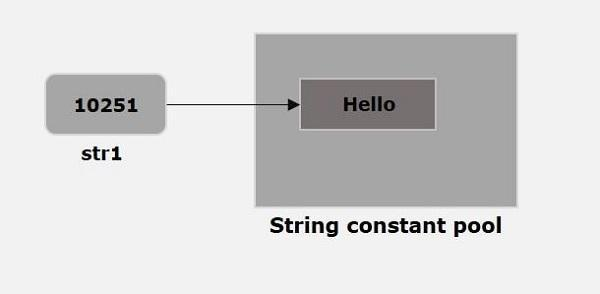 10251
Hello
str1
String constant pool